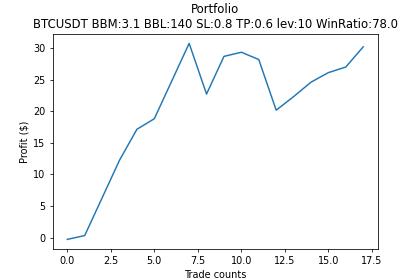 Portfolio
BTCUSDT BBM:3.1 BBL:140 SL:0.8 TP:0.6 lev:10 WinRatio:78.0
30
25
20
15
10
5
0
Profit ($)
0.0 2.5 5.0 7.5 10.0 12.5 15.0 17.5
Trade counts